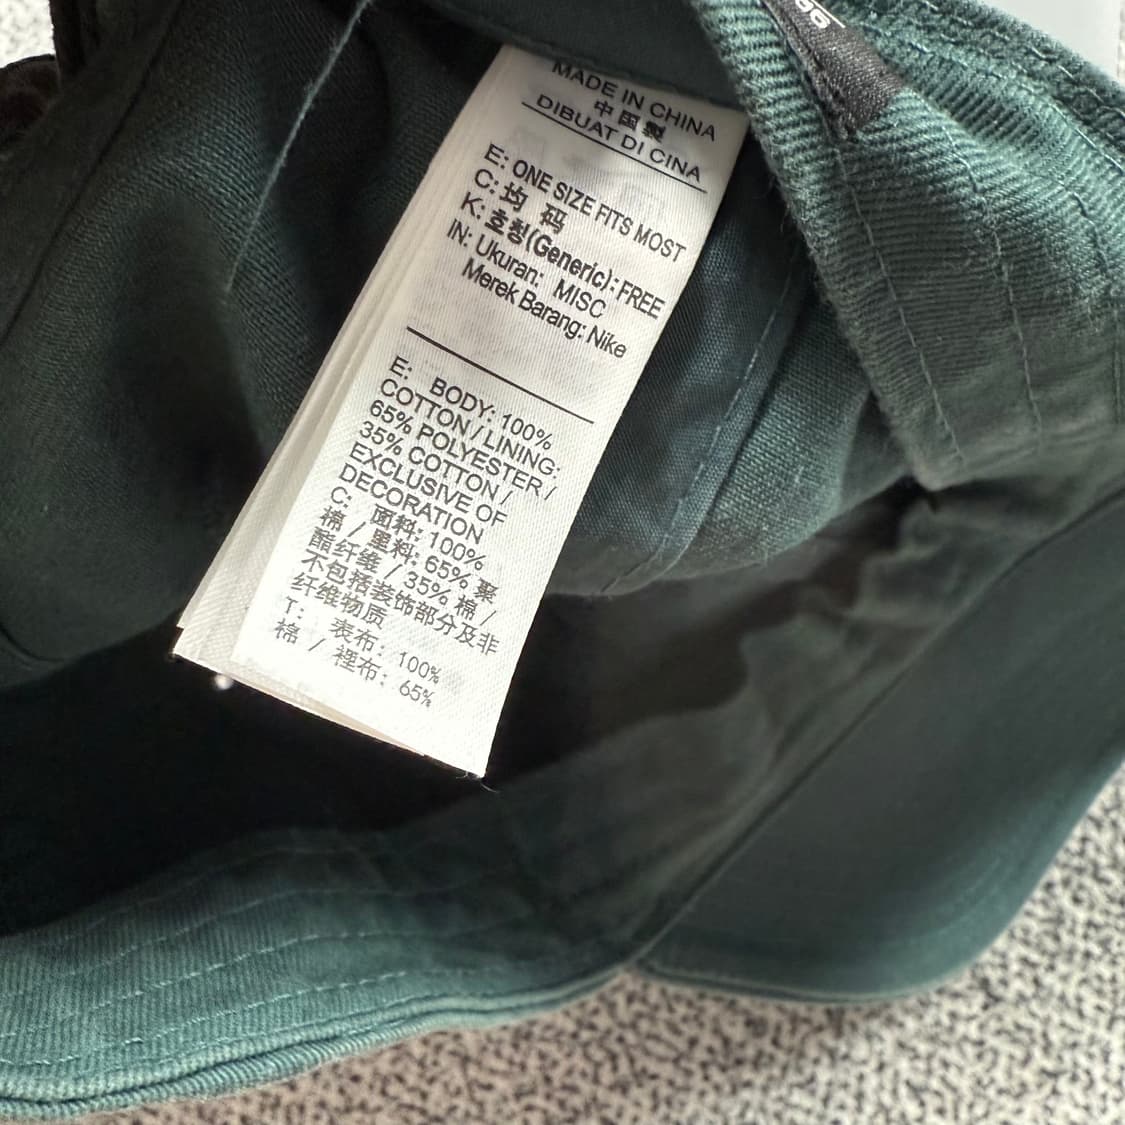 MADE IN CHINA
中国製
DIBUAT DI CINA
E: ONE SIZE FITS MOST
C: 均 码
K: 호칭(Generic): FREE
IN: Ukuran: MISC
Merek Barang: Nike
E: BODY: 100%
COTTON / LINING:
65% POLYESTER /
35% COTTON /
EXCLUSIVE OF
DECORATION
C: 面料: 100%
棉 / 里料: 65% 聚
酯纤维 / 35% 棉 /
不包括装饰部分及非
纤维物质
T: 表布: 100%
棉 / 裡布: 65%